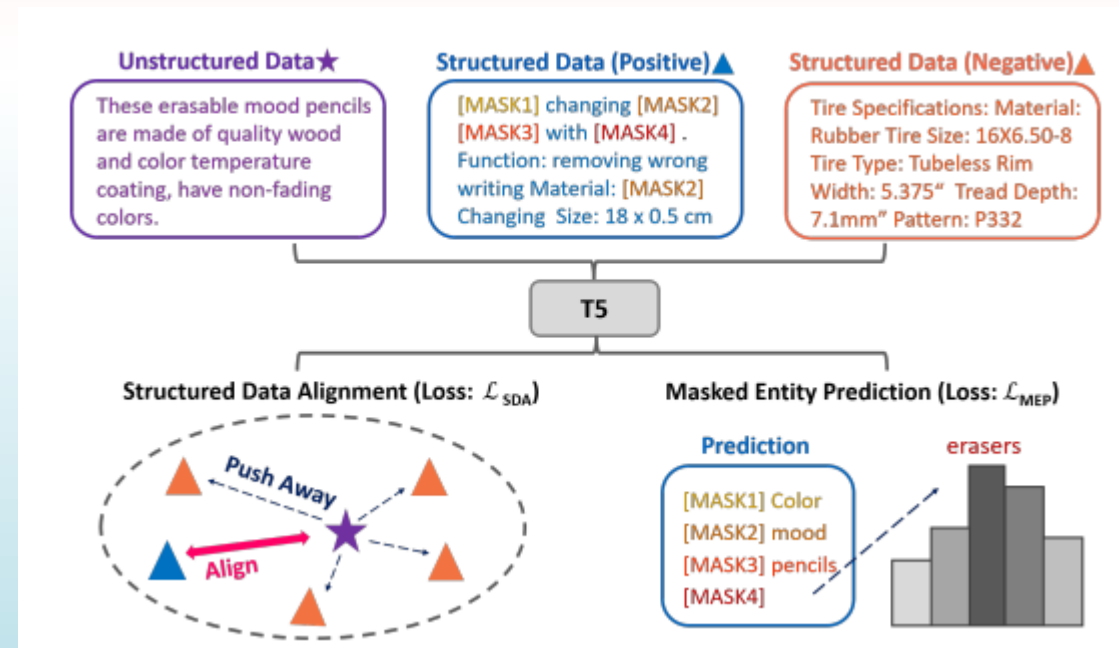 Unstructured Data
These erasable mood pencils
are made of quality wood
and color temperature
coating, have non-fading
colors.
Structured Data (Positive)
[MASK1] changing [MASK2]
[MASK3] with [MASK4] .
Function: removing wrong
writing Material: [MASK2]
Changing Size: 18 x 0.5 cm
Structured Data (Negative)
Tire Specifications: Material:
Rubber Tire Size: 16X6.50-8
Tire Type: Tubeless Rim
Width: 5.375“ Tread Depth:
7.1mm” Pattern: P332
T5
Structured Data Alignment (Loss: ℒ SDA)
Push Away
Align
Masked Entity Prediction (Loss: ℒMEP)
Prediction
[MASK1] Color
[MASK2] mood
[MASK3] pencils
[MASK4]
erasers